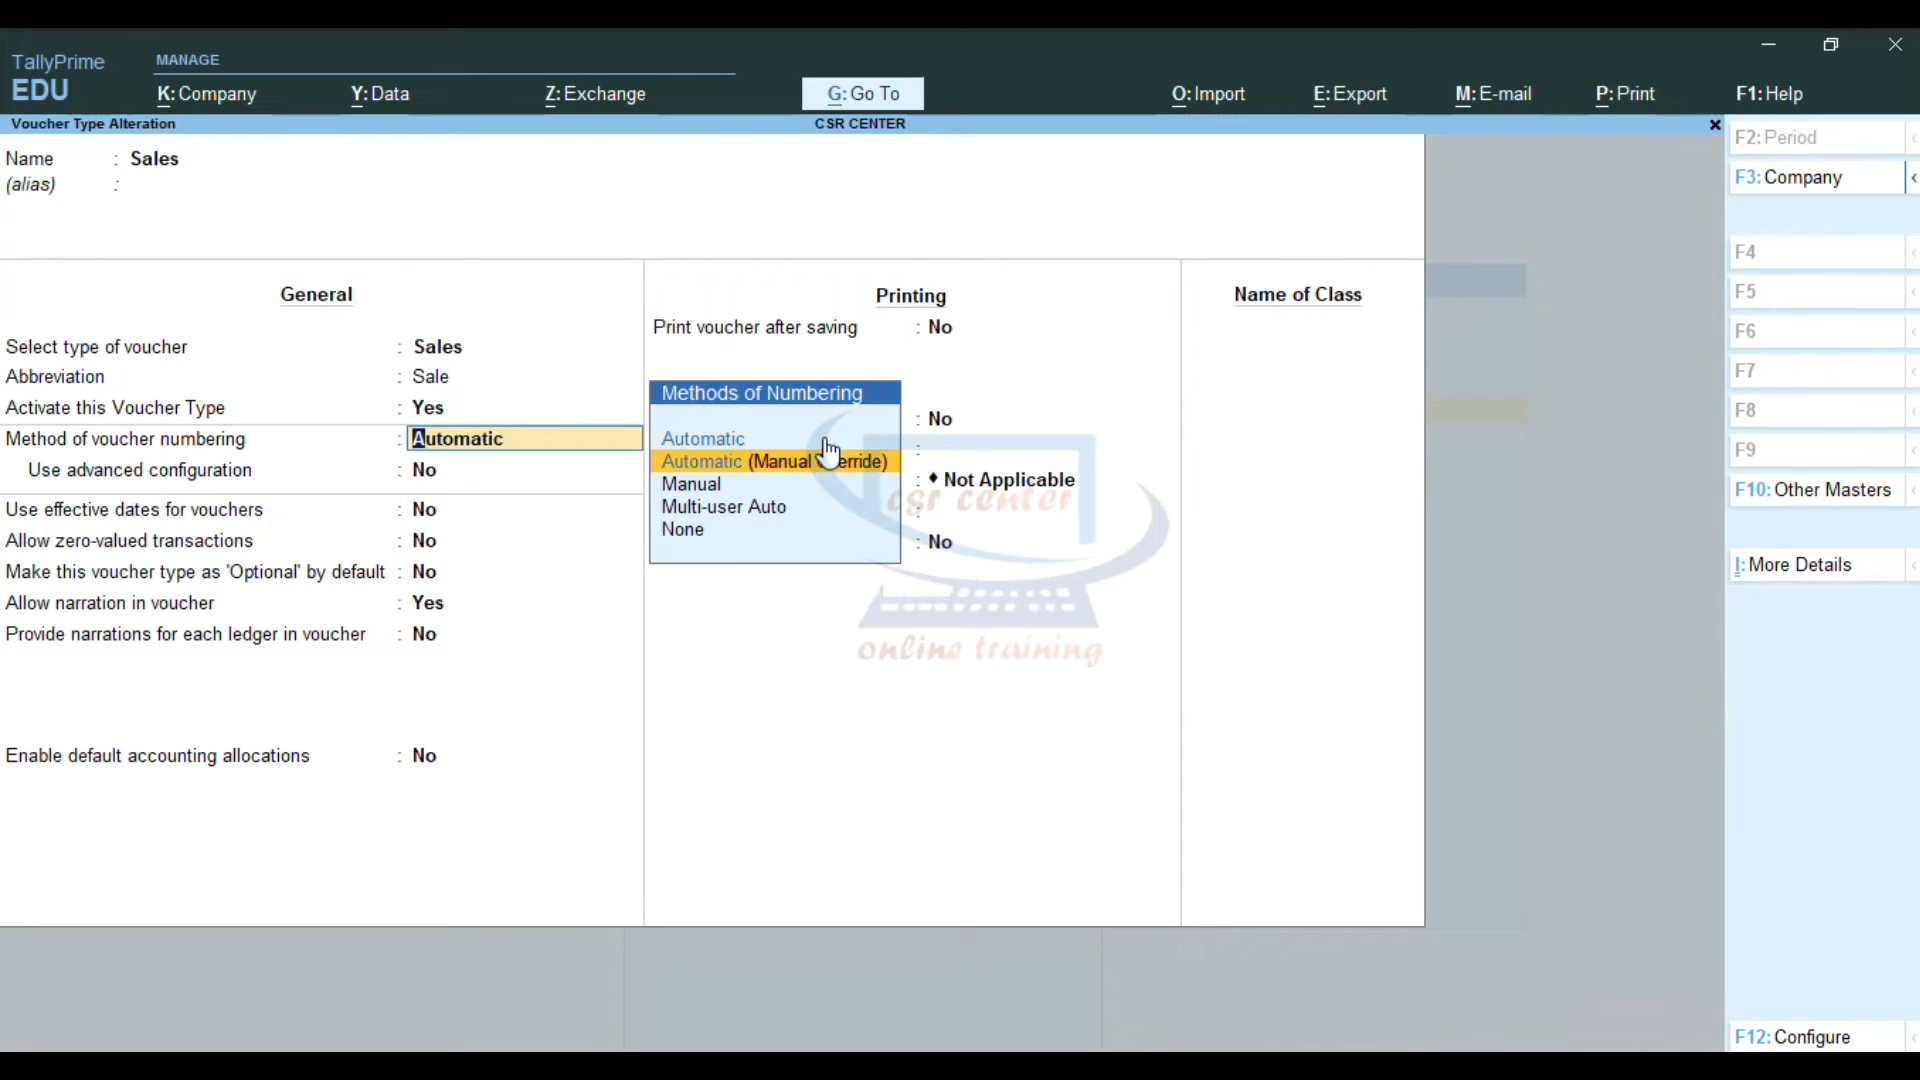 TallyPrime
EDU
MANAGE
K: Company
Y: Data
Z: Exchange
G: Go To
O: Import
E: Export
M: E-mail
P: Print
F1: Help
Voucher Type Alteration
CSR CENTER
Name : Sales
(alias) :
General
Select type of voucher : Sales
Abbreviation : Sale
Activate this Voucher Type : Yes
Method of voucher numbering : Automatic
Use advanced configuration : No
Use effective dates for vouchers : No
Allow zero-valued transactions : No
Make this voucher type as 'Optional' by default : No
Allow narration in voucher : Yes
Provide narrations for each ledger in voucher : No
Enable default accounting allocations : No
Printing
Print voucher after saving : No
Methods of Numbering
Automatic
Automatic (Manual
Manual
Multi-user Auto
None
: No
:
: ♦ Not Applicable
:
: No
csr center
online training
Name of Class
F2: Period
F3: Company
F4
F5
F6
F7
F8
F9
F10: Other Masters
I: More Details
F12: Configure